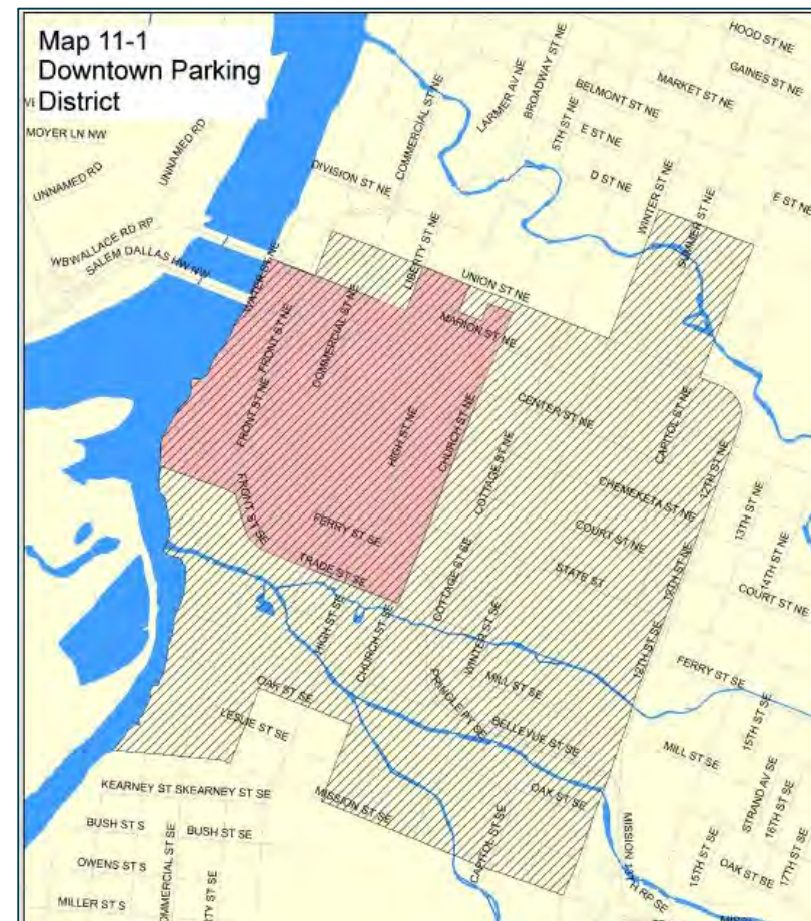 Map 11-1
Downtown Parking
District
HOOD ST NE
GAINES ST NE
MARKET ST NE
BROADWAY ST NE
LARMER AV NE
BELMONT ST NE
5TH ST NE
E ST NE
D ST NE
E ST NE
COMMERCIAL ST NE
DIVISION ST NE
MOYER LN NW
UNNAMED RD
UNNAMED RD
WBWALLACE RD RP
SALEM DALLAS HW NW
WATER ST NE
LIBERTY ST NE
UNION ST NE
WINTER ST NE
SUMMER ST NE
MARION ST NE
FRONT ST NE
COMMERCIAL ST NE
FRONT ST NE
HIGH ST NE
CHURCH ST NE
CENTER ST NE
CAPITOL ST NE
COTTAGE ST NE
12TH ST NE
CHEMEKETA ST NE
13TH ST NE
COURT ST NE
14TH ST NE
STATE ST
12TH ST NE
COURT ST NE
FRONT ST SE
FERRY ST SE
TRADE ST SE
COTTAGE ST SE
HIGH ST SE
CHURCH ST SE
WINTER ST SE
12TH ST SE
FERRY ST SE
MILL ST SE
PRINGLE PY SE
BELLEVUE ST SE
OAK ST SE
LESLIE ST SE
MILL ST SE
15TH ST SE
STRAND AV SE
16TH ST SE
17TH ST SE
OAK ST SE
KEARNEY ST S
KEARNEY ST SE
MISSION ST SE
CAPITOL ST SE
MISSION 13TH RP SE
15TH ST SE
OAK ST SE
BUSH ST S
BUSH ST SE
OWENS ST S
MILLER ST S